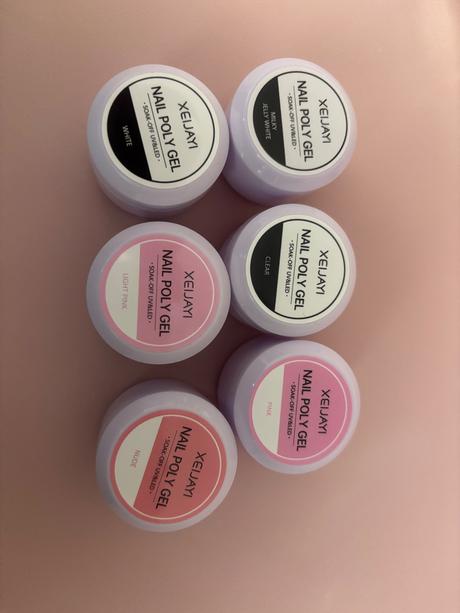 XEIJAYI
NAIL POLY GEL
• SOAK-OFF UV&LED •
MILKY
JELLY WHITE
XEIJAYI
NAIL POLY GEL
• SOAK-OFF UV&LED •
CLEAR
XEIJAYI
NAIL POLY GEL
• SOAK-OFF UV&LED •
PINK
XEIJAYI
NAIL POLY GEL
• SOAK-OFF UV&LED •
WHITE
XEIJAYI
NAIL POLY GEL
• SOAK-OFF UV&LED •
LIGHT PINK
XEIJAYI
NAIL POLY GEL
• SOAK-OFF UV&LED •
NUDE